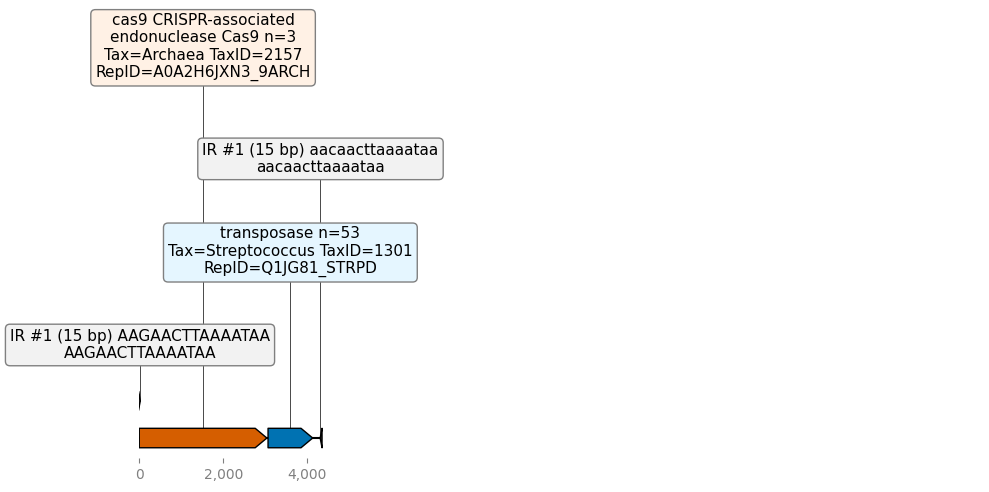 cas9 CRISPR-associated
endonuclease Cas9 n=3
Tax=Archaea TaxID=2157
RepID=A0A2H6JXN3_9ARCH
IR #1 (15 bp) aacaacttaaaataa
aacaacttaaaataa
transposase n=53
Tax=Streptococcus TaxID=1301
RepID=Q1JG81_STRPD
IR #1 (15 bp) AAGAACTTAAAATAA
AAGAACTTAAAATAA
0 2,000 4,000